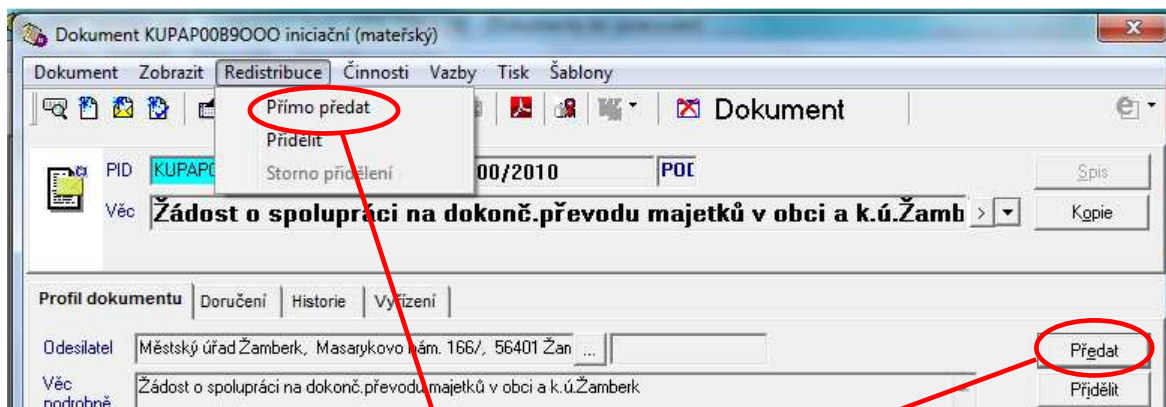 Dokument KUPAP00B9OOO iniciační (mateřský)
Dokument Zobrazit Redistribuce Činnosti Vazby Tisk Šablony
Přímo předat
Přidělit
Storno přidělení
Dokument
PID KUPAP 00/2010 POD
Spis
Věc Žádost o spolupráci na dokonč.převodu majetků v obci a k.ú.Žamb
Kopie
Profil dokumentu Doručení Historie Vyřízení
Odesilatel Městský úřad Žamberk, Masarykovo nám. 166/, 56401 Žan ...
Předat
Věc podrobně Žádost o spolupráci na dokonč.převodu majetků v obci a k.ú.Žamberk
Přidělit